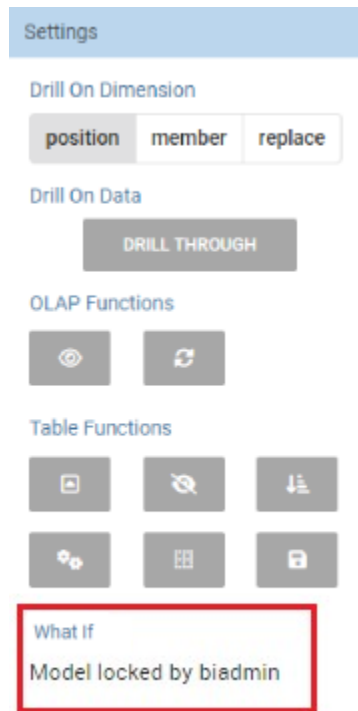 Settings
Drill On Dimension
position member replace
Drill On Data
DRILL THROUGH
OLAP Functions
Table Functions
What If
Model locked by biadmin